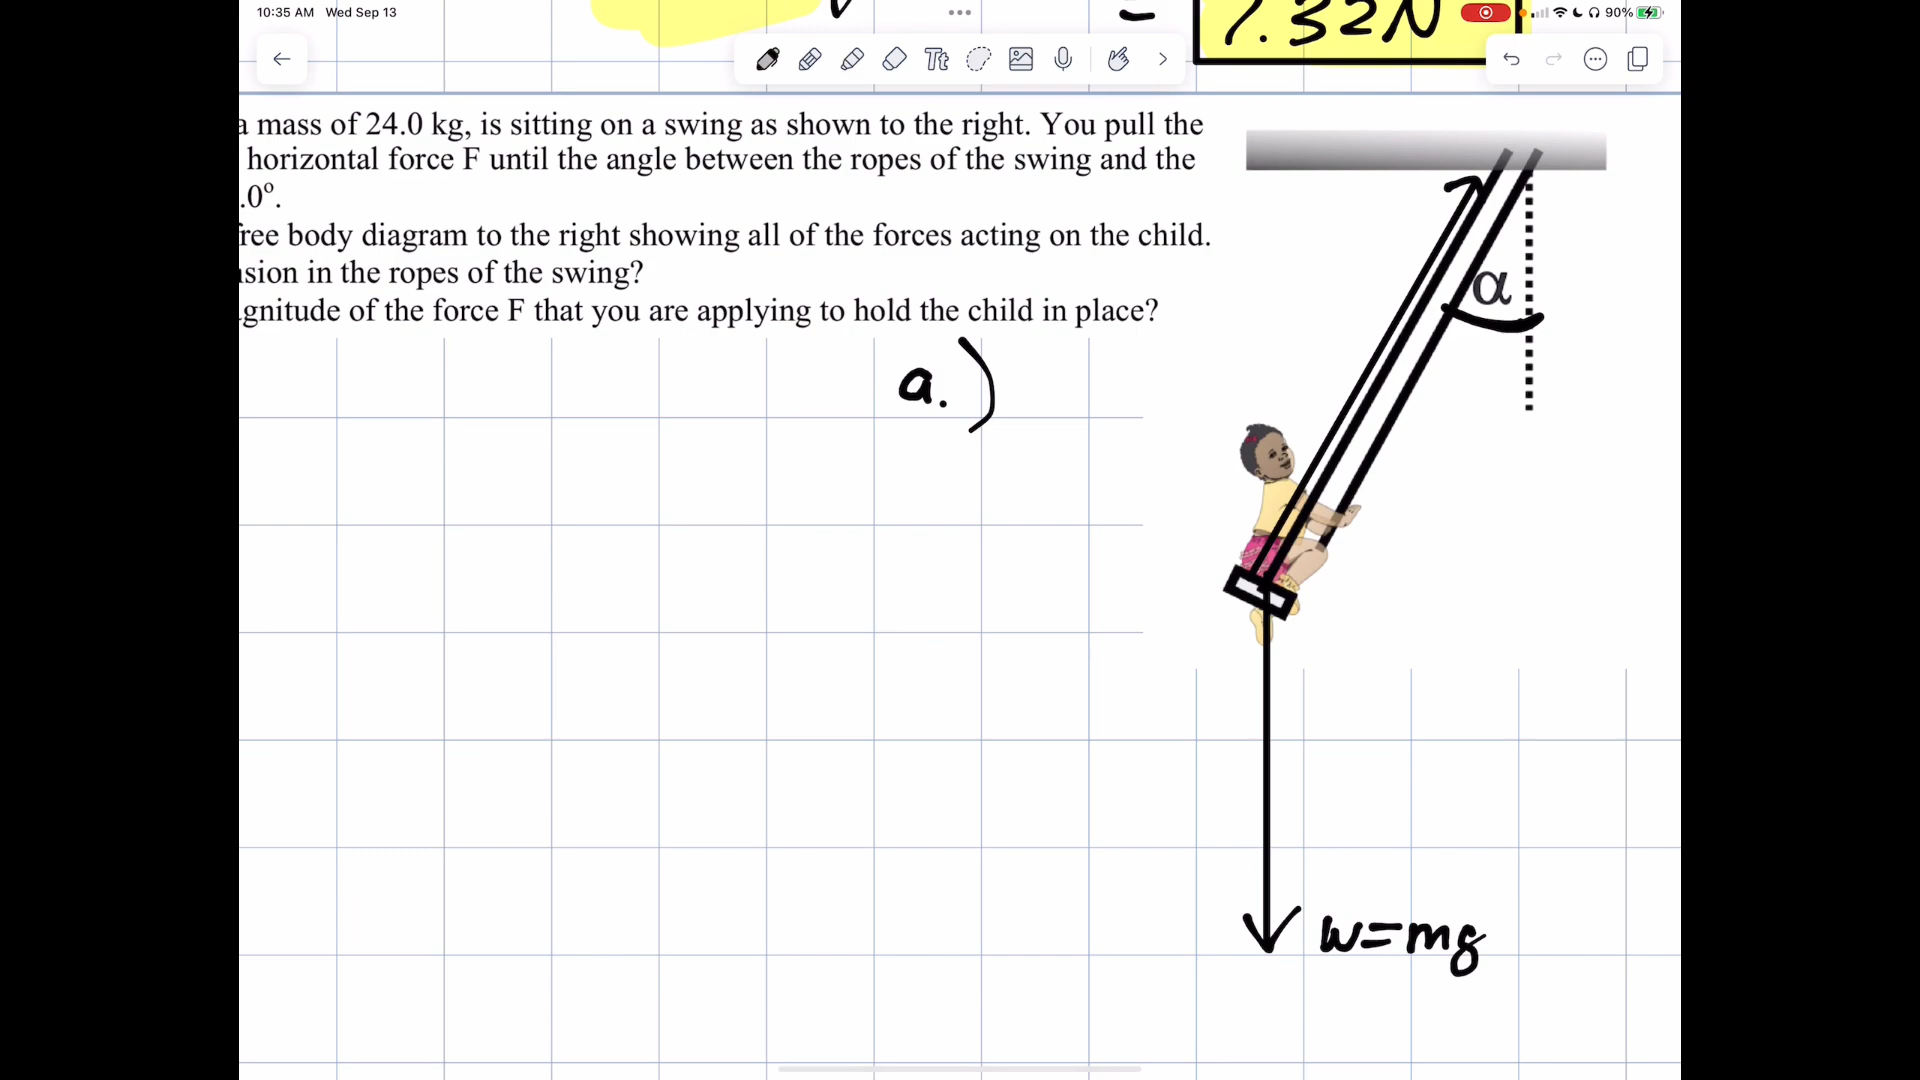 10:35 AM Wed Sep 13
90%
= 7.32N
Tt
a mass of 24.0 kg, is sitting on a swing as shown to the right. You pull the
horizontal force F until the angle between the ropes of the swing and the
.0°.
free body diagram to the right showing all of the forces acting on the child.
sion in the ropes of the swing?
gnitude of the force F that you are applying to hold the child in place?
α
a.)
w=mg